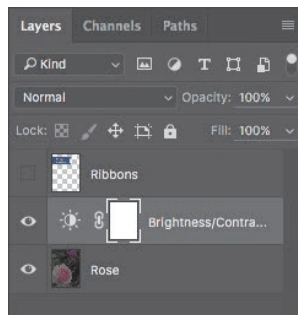 Layers Channels Paths
Kind
Normal Opacity: 100%
Lock: Fill: 100%
Ribbons
Brightness/Contra...
Rose